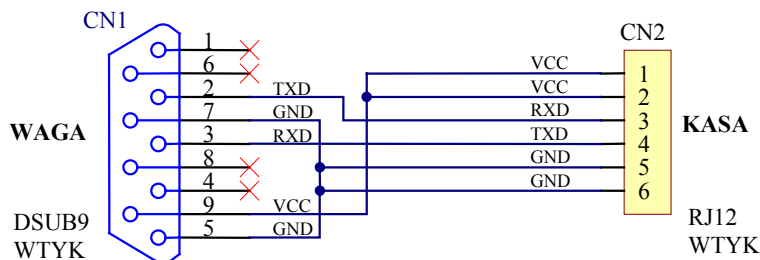 CN1
1
6
2 TXD
7 GND
3 RXD
8
4
9 VCC
5 GND
WAGA
DSUB9
WTYK
CN2
VCC 1
VCC 2
RXD 3
TXD 4
GND 5
GND 6
KASA
RJ12
WTYK